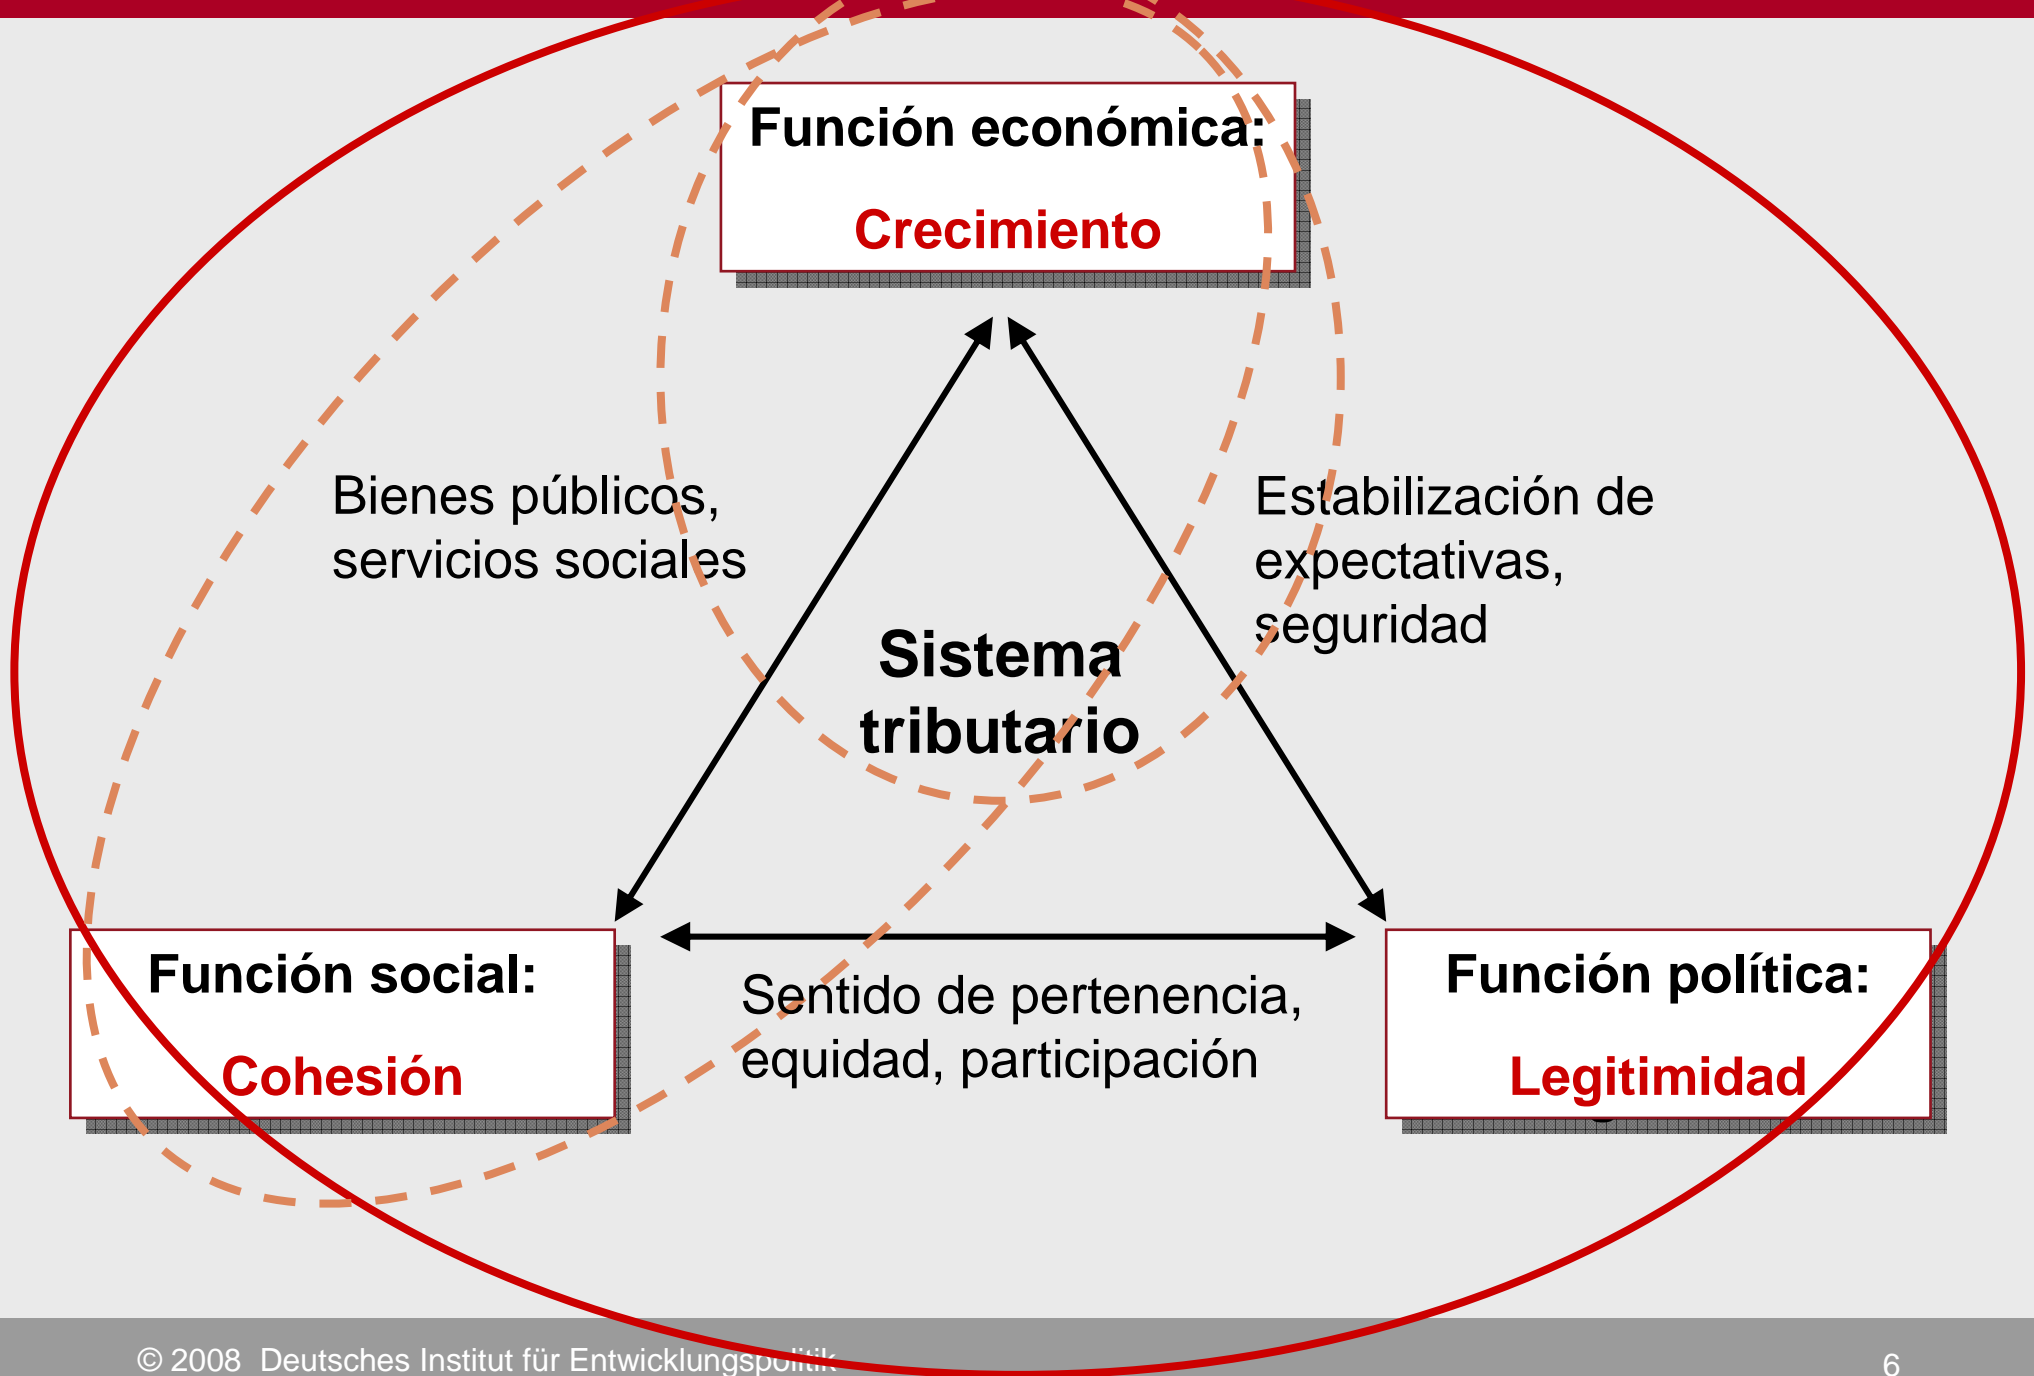 Función económica:
Crecimiento
Bienes públicos,
servicios sociales
Estabilización de
expectativas,
seguridad
Sistema
tributario
Función social:
Cohesión
Sentido de pertenencia,
equidad, participación
Función política:
Legitimidad
© 2008 Deutsches Institut für Entwicklungspolitik
6